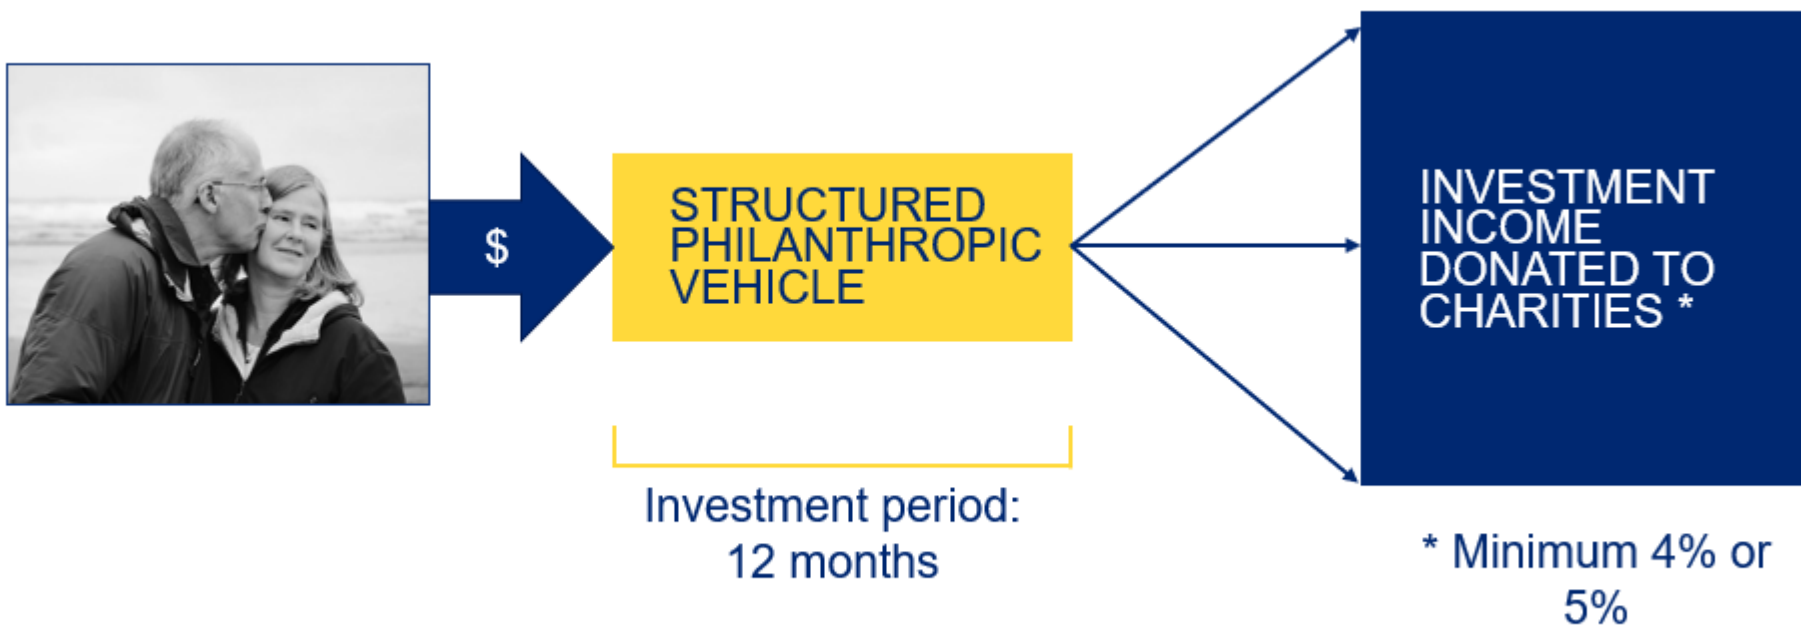 $
STRUCTURED
PHILANTHROPIC
VEHICLE
Investment period:
12 months
INVESTMENT
INCOME
DONATED TO
CHARITIES *
* Minimum 4% or
5%